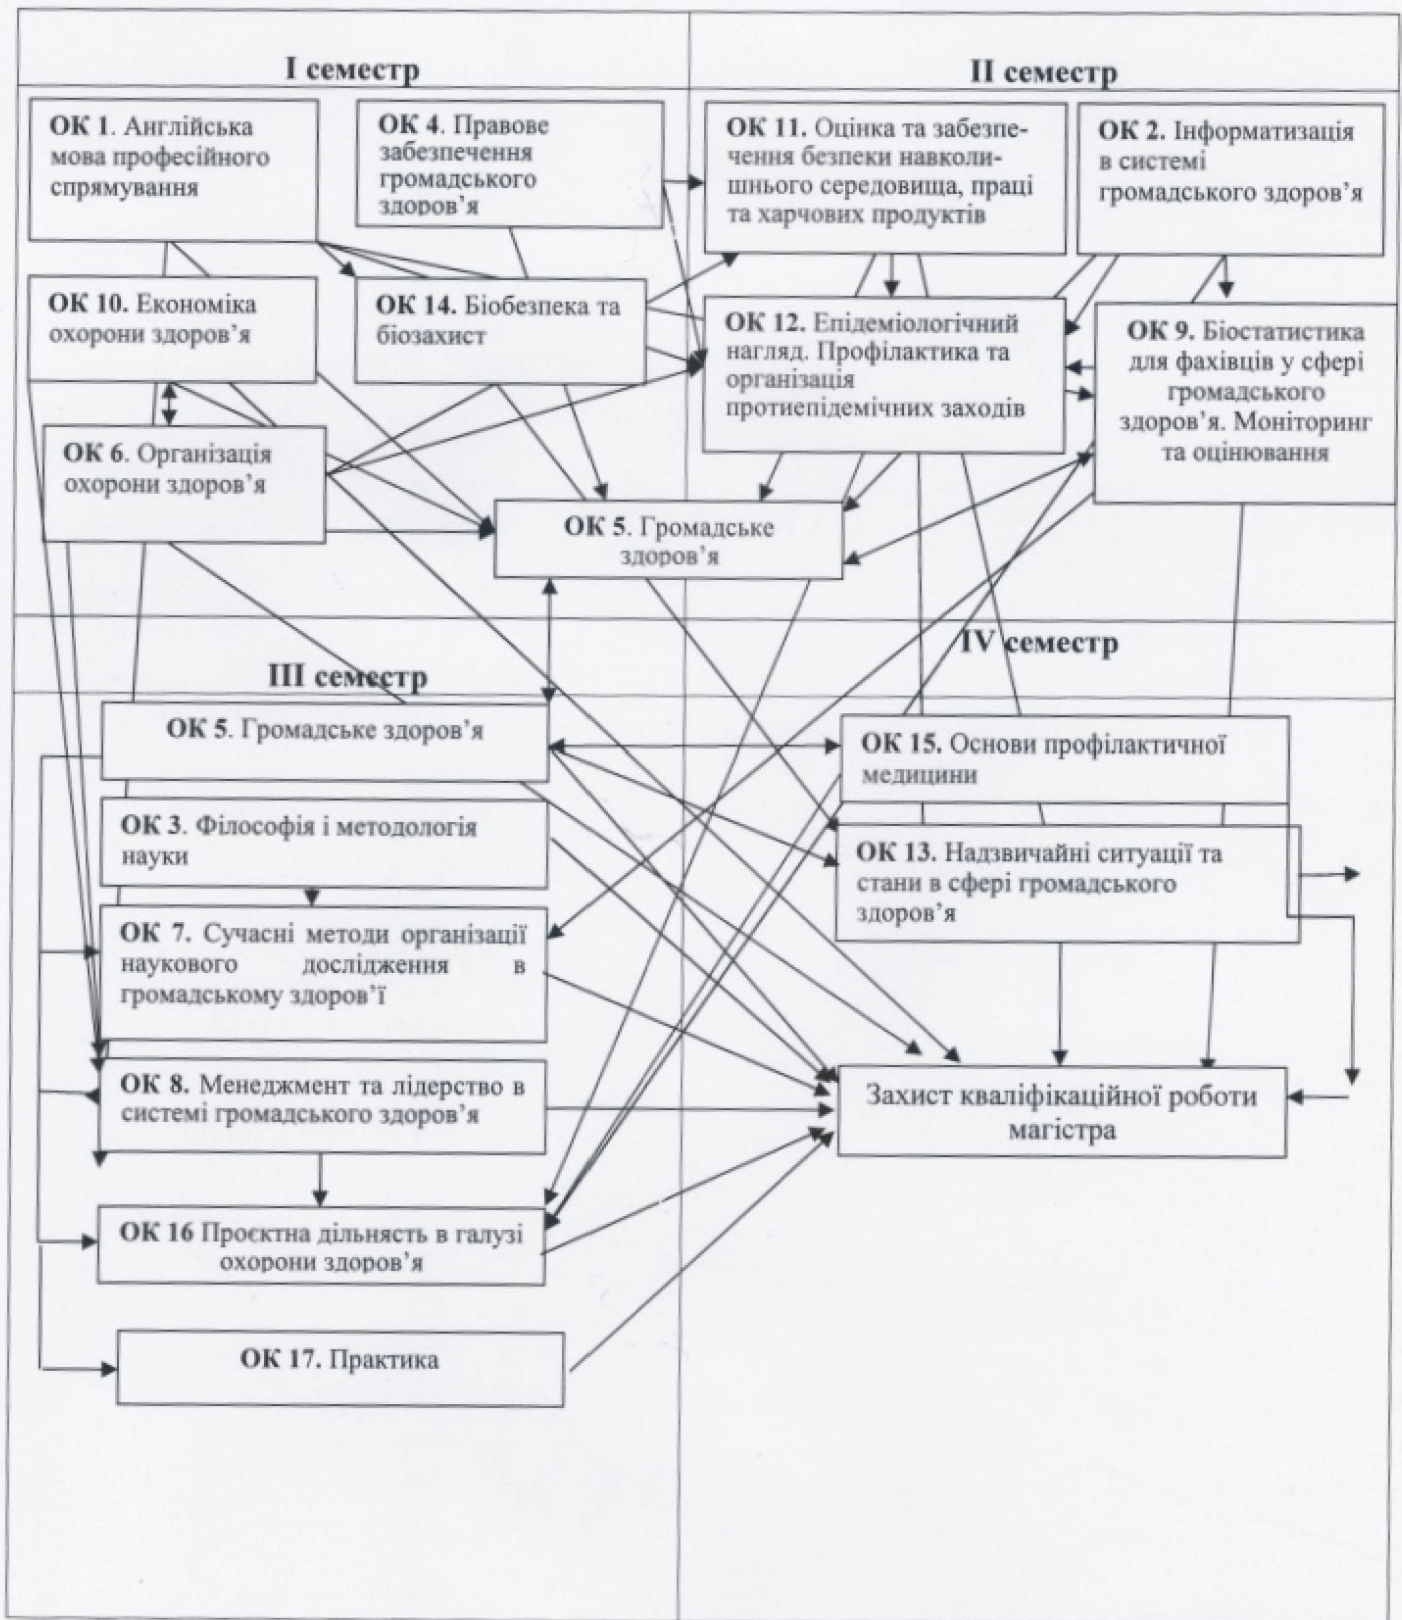 I семестр
ОК 1. Англійська
мова професійного
спрямування
ОК 4. Правове
забезпечення
громадського
здоров’я
ОК 10. Економіка
охорони здоров’я
ОК 14. Біобезпека та
біозахист
ОК 6. Організація
охорони здоров’я
II семестр
ОК 11. Оцінка та забезпе-
чення безпеки навколи-
шнього середовища, праці
та харчових продуктів
ОК 2. Інформатизація
в системі
громадського здоров’я
ОК 12. Епідеміологічний
нагляд. Профілактика та
організація
протиепідемічних заходів
ОК 9. Біостатистика
для фахівців у сфері
громадського
здоров’я. Моніторинг
та оцінювання
ОК 5. Громадське
здоров’я
III семестр
ОК 5. Громадське здоров’я
ОК 3. Філософія і методологія
науки
ОК 7. Сучасні методи організації
наукового дослідження в
громадському здоров’ї
ОК 8. Менеджмент та лідерство в
системі громадського здоров’я
ОК 16 Проєктна дільнясть в галузі
охорони здоров’я
ОК 17. Практика
IV семестр
ОК 15. Основи профілактичної
медицини
ОК 13. Надзвичайні ситуації та
стани в сфері громадського
здоров’я
Захист кваліфікаційної роботи
магістра